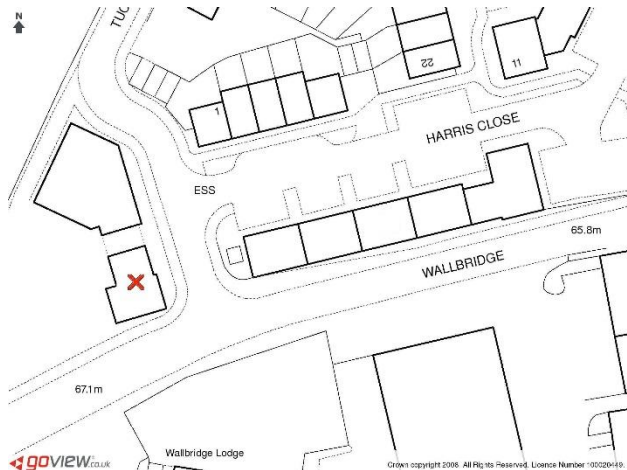 N
TUC
22
11
1
HARRIS CLOSE
ESS
65.8m
WALLBRIDGE
67.1m
Wallbridge Lodge
goview.co.uk
Crown copyright 2008. All Rights Reserved. Licence Number 100020449.